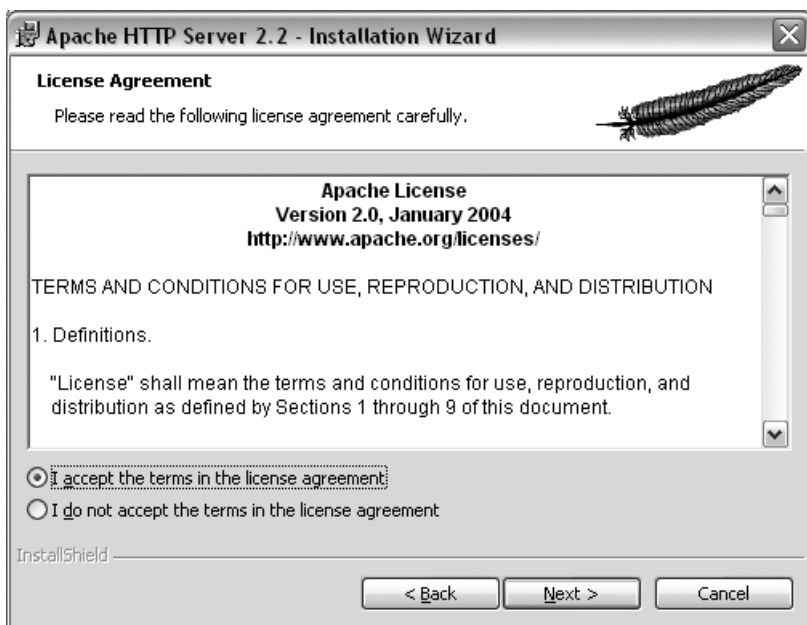 Apache HTTP Server 2.2 - Installation Wizard
License Agreement
Please read the following license agreement carefully.
Apache License
Version 2.0, January 2004
http://www.apache.org/licenses/
TERMS AND CONDITIONS FOR USE, REPRODUCTION, AND DISTRIBUTION
1. Definitions.
"License" shall mean the terms and conditions for use, reproduction, and
distribution as defined by Sections 1 through 9 of this document.
I accept the terms in the license agreement
I do not accept the terms in the license agreement
InstallShield
< Back Next > Cancel